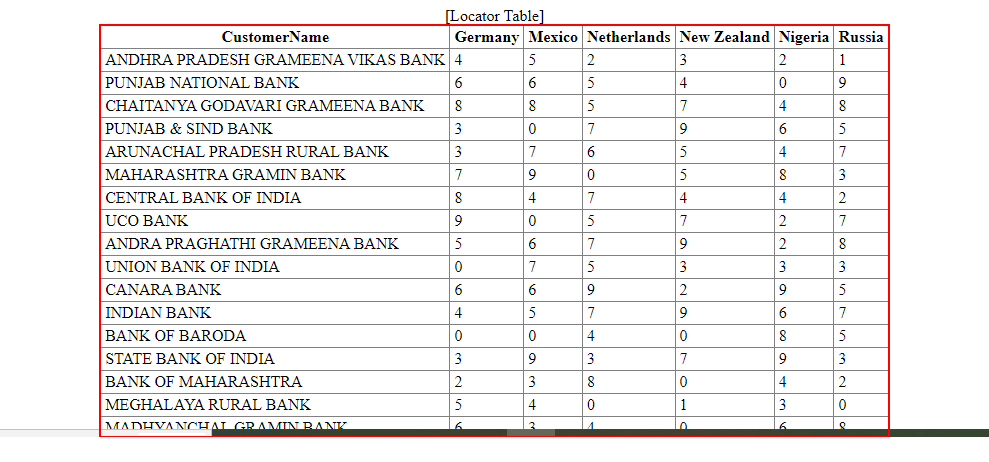 [Locator Table]
CustomerName Germany Mexico Netherlands New Zealand Nigeria Russia
ANDHRA PRADESH GRAMEENA VIKAS BANK 4 5 2 3 2 1
PUNJAB NATIONAL BANK 6 6 5 4 0 9
CHAITANYA GODAVARI GRAMEENA BANK 8 8 5 7 4 8
PUNJAB & SIND BANK 3 0 7 9 6 5
ARUNACHAL PRADESH RURAL BANK 3 7 6 5 4 7
MAHARASHTRA GRAMIN BANK 7 9 0 5 8 3
CENTRAL BANK OF INDIA 8 4 7 4 4 2
UCO BANK 9 0 5 7 2 7
ANDRA PRAGHATHI GRAMEENA BANK 5 6 7 9 2 8
UNION BANK OF INDIA 0 7 5 3 3 3
CANARA BANK 6 6 9 2 9 5
INDIAN BANK 4 5 7 9 6 7
BANK OF BARODA 0 0 4 0 8 5
STATE BANK OF INDIA 3 9 3 7 9 3
BANK OF MAHARASHTRA 2 3 8 0 4 2
MEGHALAYA RURAL BANK 5 4 0 1 3 0
MADHYANCHAL GRAMIN BANK 6 3 4 0 6 8